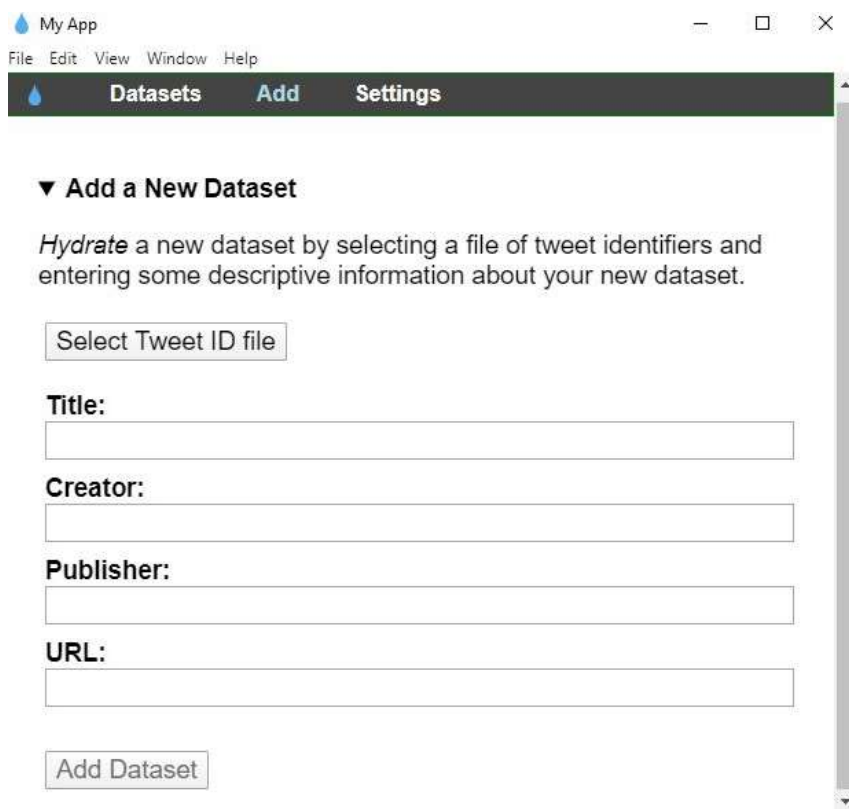 My App
File Edit View Window Help
Datasets Add Settings
▼ Add a New Dataset
Hydrate a new dataset by selecting a file of tweet identifiers and
entering some descriptive information about your new dataset.
Select Tweet ID file
Title:
Creator:
Publisher:
URL:
Add Dataset